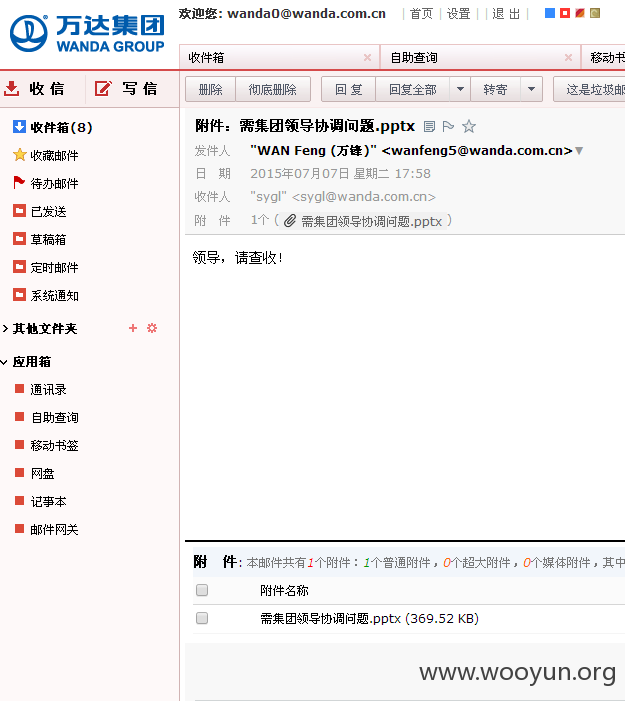 万达集团
WANDA GROUP
欢迎您: wanda0@wanda.com.cn | 首页 | 设置 | | 退出 |
收件箱 × 自助查询 × 移动书
收信 写信
删除 彻底删除 回复 回复全部 转寄 这是垃圾邮
收件箱(8)
收藏邮件
待办邮件
已发送
草稿箱
定时邮件
系统通知
其他文件夹 +
应用箱
通讯录
自助查询
移动书签
网盘
记事本
邮件网关
附件：需集团领导协调问题.pptx
发件人 "WAN Feng (万锋)" <wanfeng5@wanda.com.cn>
日 期 2015年07月07日 星期二 17:58
收件人 "sygl" <sygl@wanda.com.cn>
附 件 1个 ( 需集团领导协调问题.pptx )
领导，请查收！
附 件: 本邮件共有1个附件：1个普通附件，0个超大附件，0个媒体附件，其中
附件名称
需集团领导协调问题.pptx (369.52 KB)
www.wooyun.org